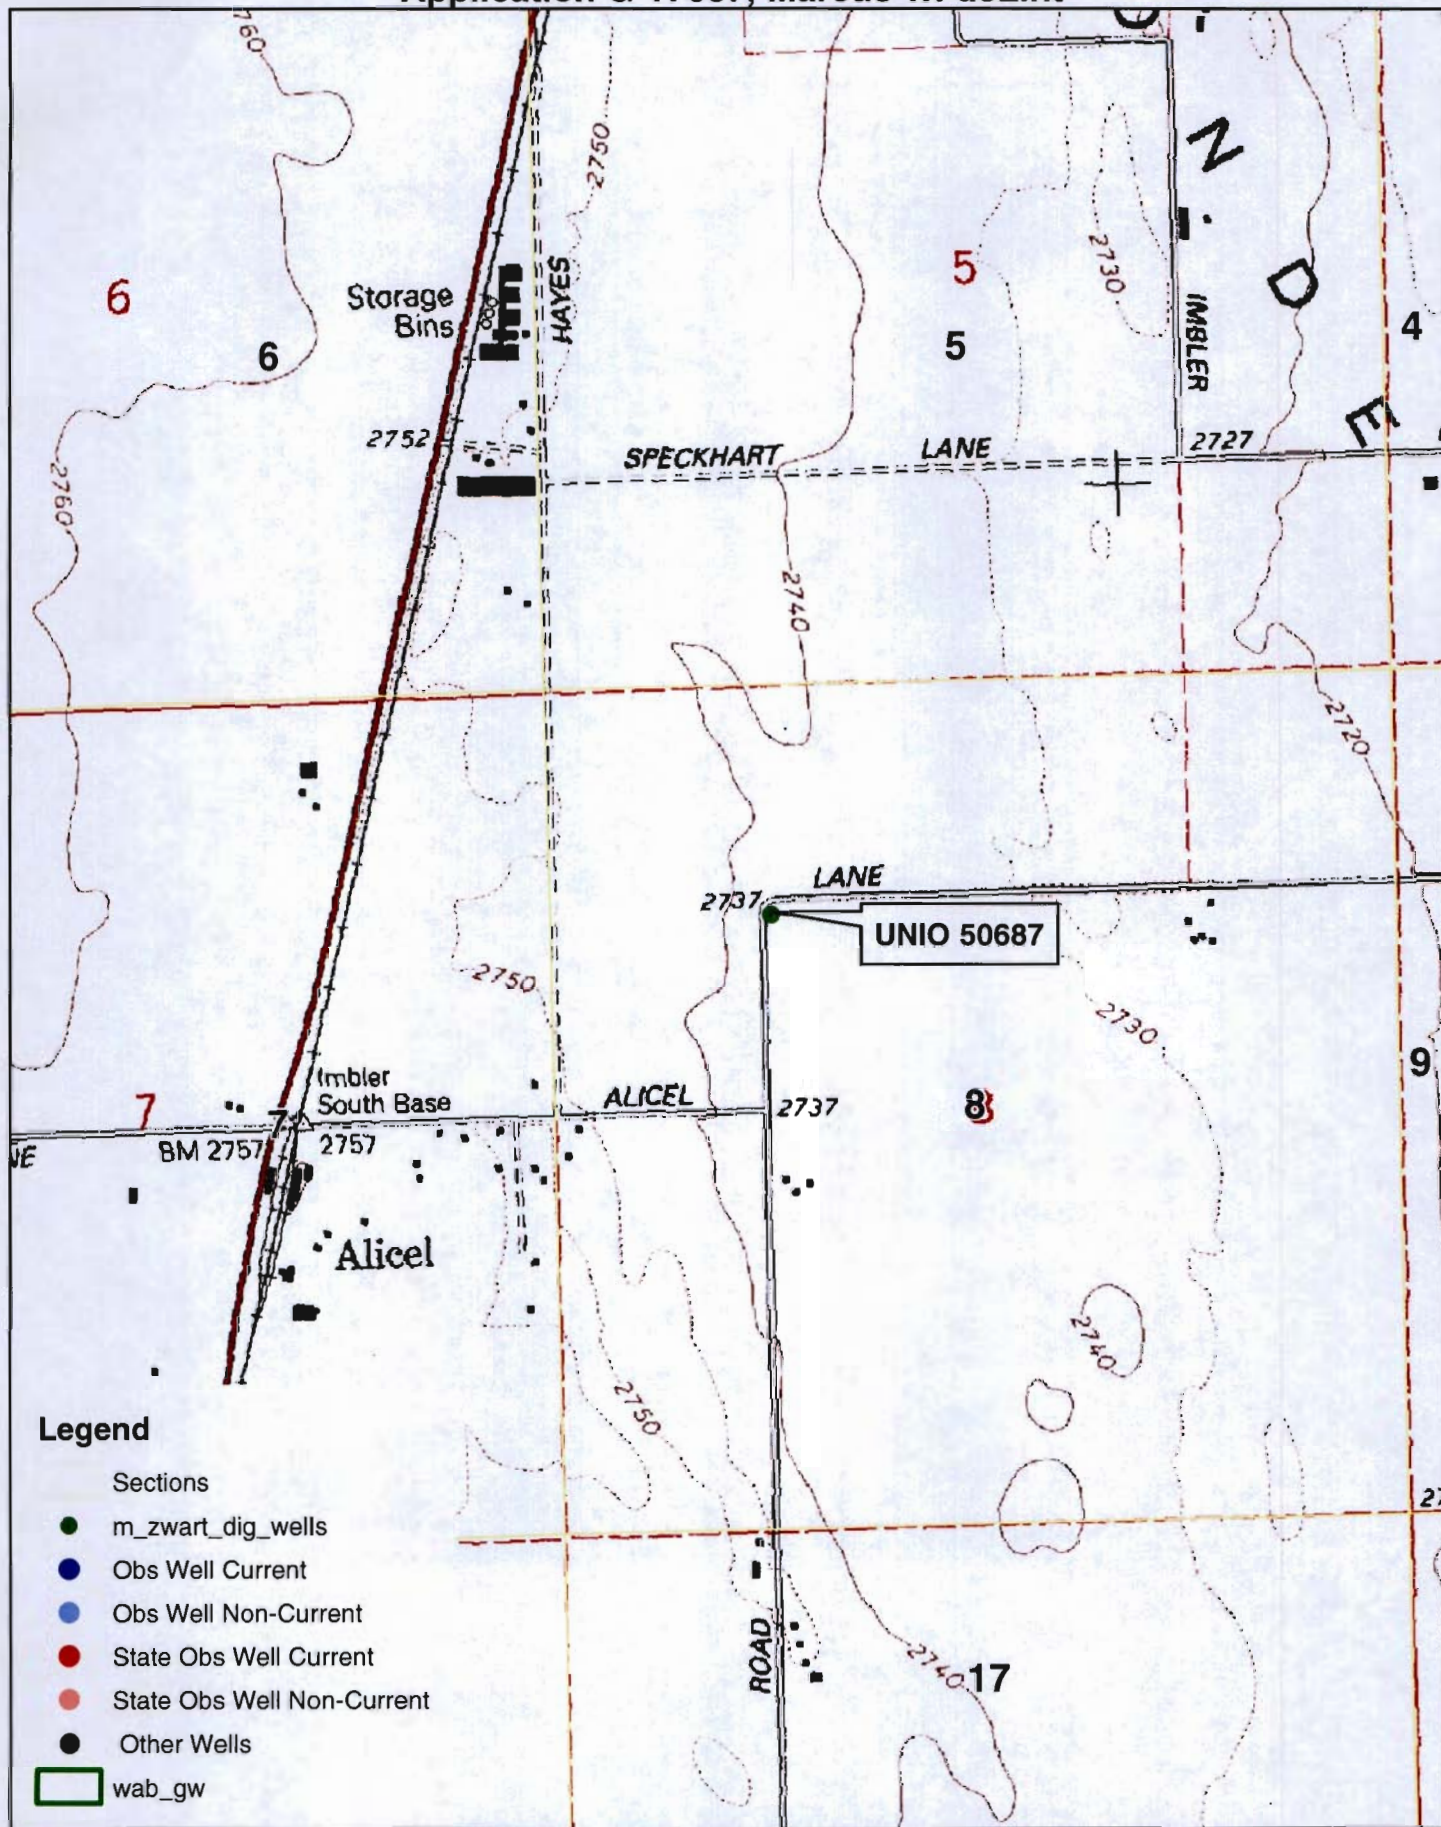 760
2750
N
D
E
6
6
Storage
Bins
HAYES
5
5
2730
IMBLER
4
2752
SPECKHART
LANE
2727
2760
2740
2720
LANE
2737
UNIO 50687
2750
2730
9
7
7
Imbler
South Base
ALICEL
2737
8
BM 2757
2757
Alicel
2740
2750
ROAD
2740
17
Legend
Sections
m_zwart_dig_wells
Obs Well Current
Obs Well Non-Current
State Obs Well Current
State Obs Well Non-Current
Other Wells
wab_gw